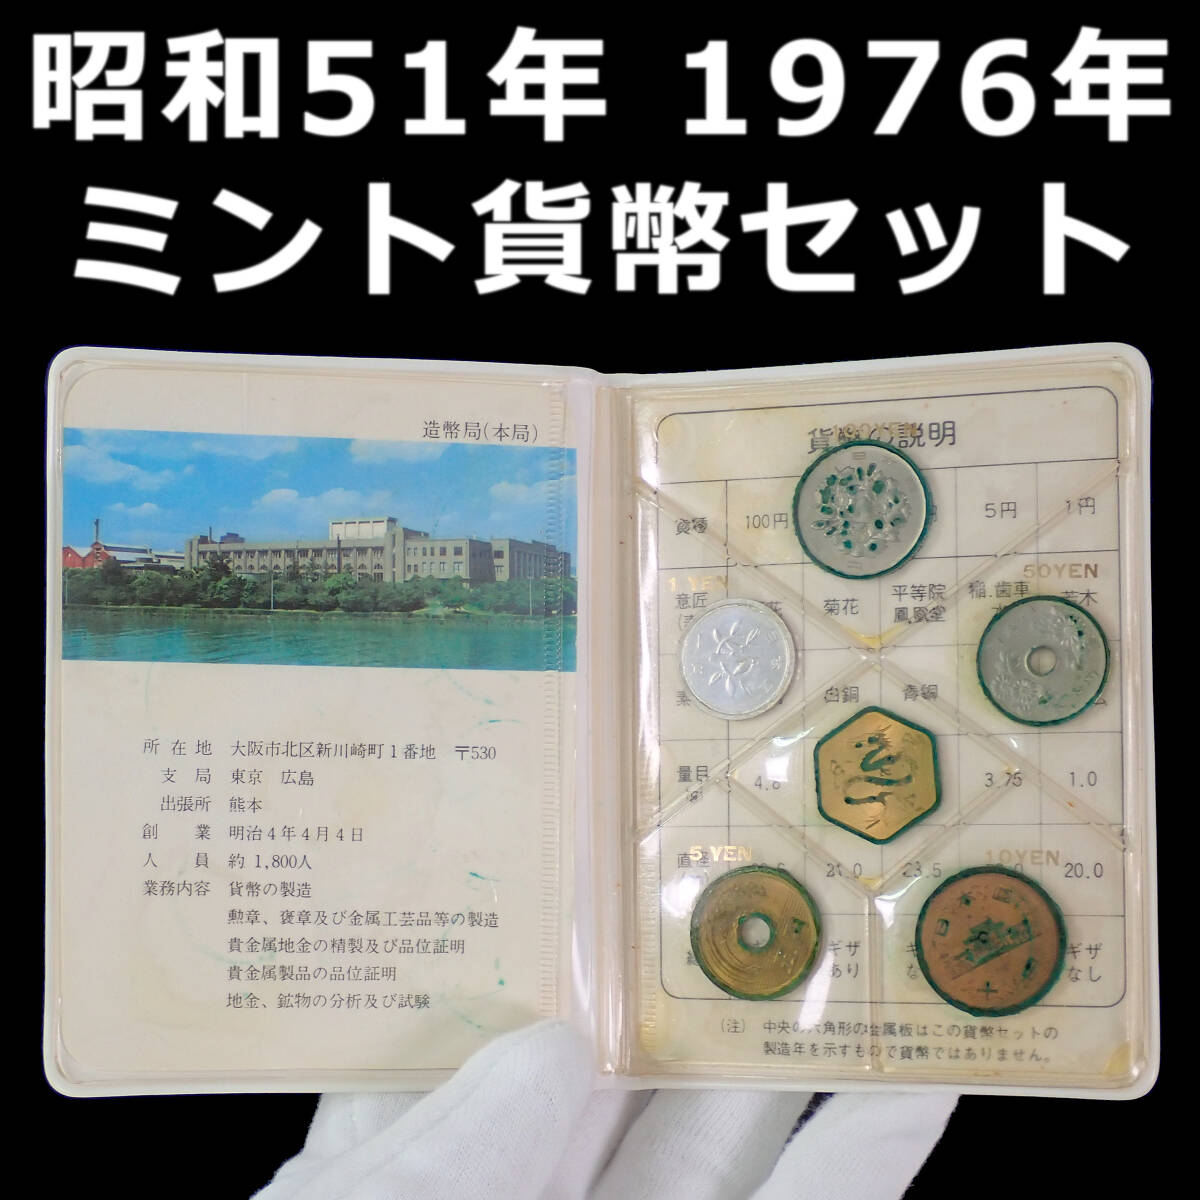 昭和51年 1976年
ミント貨幣セット
造幣局(本局)
所在地 大阪市北区新川崎町1番地 〒530
支局 東京 広島
出張所 熊本
創業 明治4年4月4日
人員 約1,800人
業務内容 貨幣の製造
勲章、褒章及び金属工芸品等の製造
貴金属地金の精製及び品位証明
貴金属製品の品位証明
地金、鉱物の分析及び試験
100YEN
貨幣の説明
貨種 100円 5円 1円
1 YEN 50YEN
意匠 菊花 平等院 稲.歯車 若木
鳳凰堂
白銅 青銅
量目 4.8 3.75 1.0
5 YEN 10YEN
直径 21.0 23.5 20.0
ギザ ギザ
あり なし
日本国
十
(注) 中央の六角形の金属板はこの貨幣セットの
製造年を示すもので貨幣ではありません。